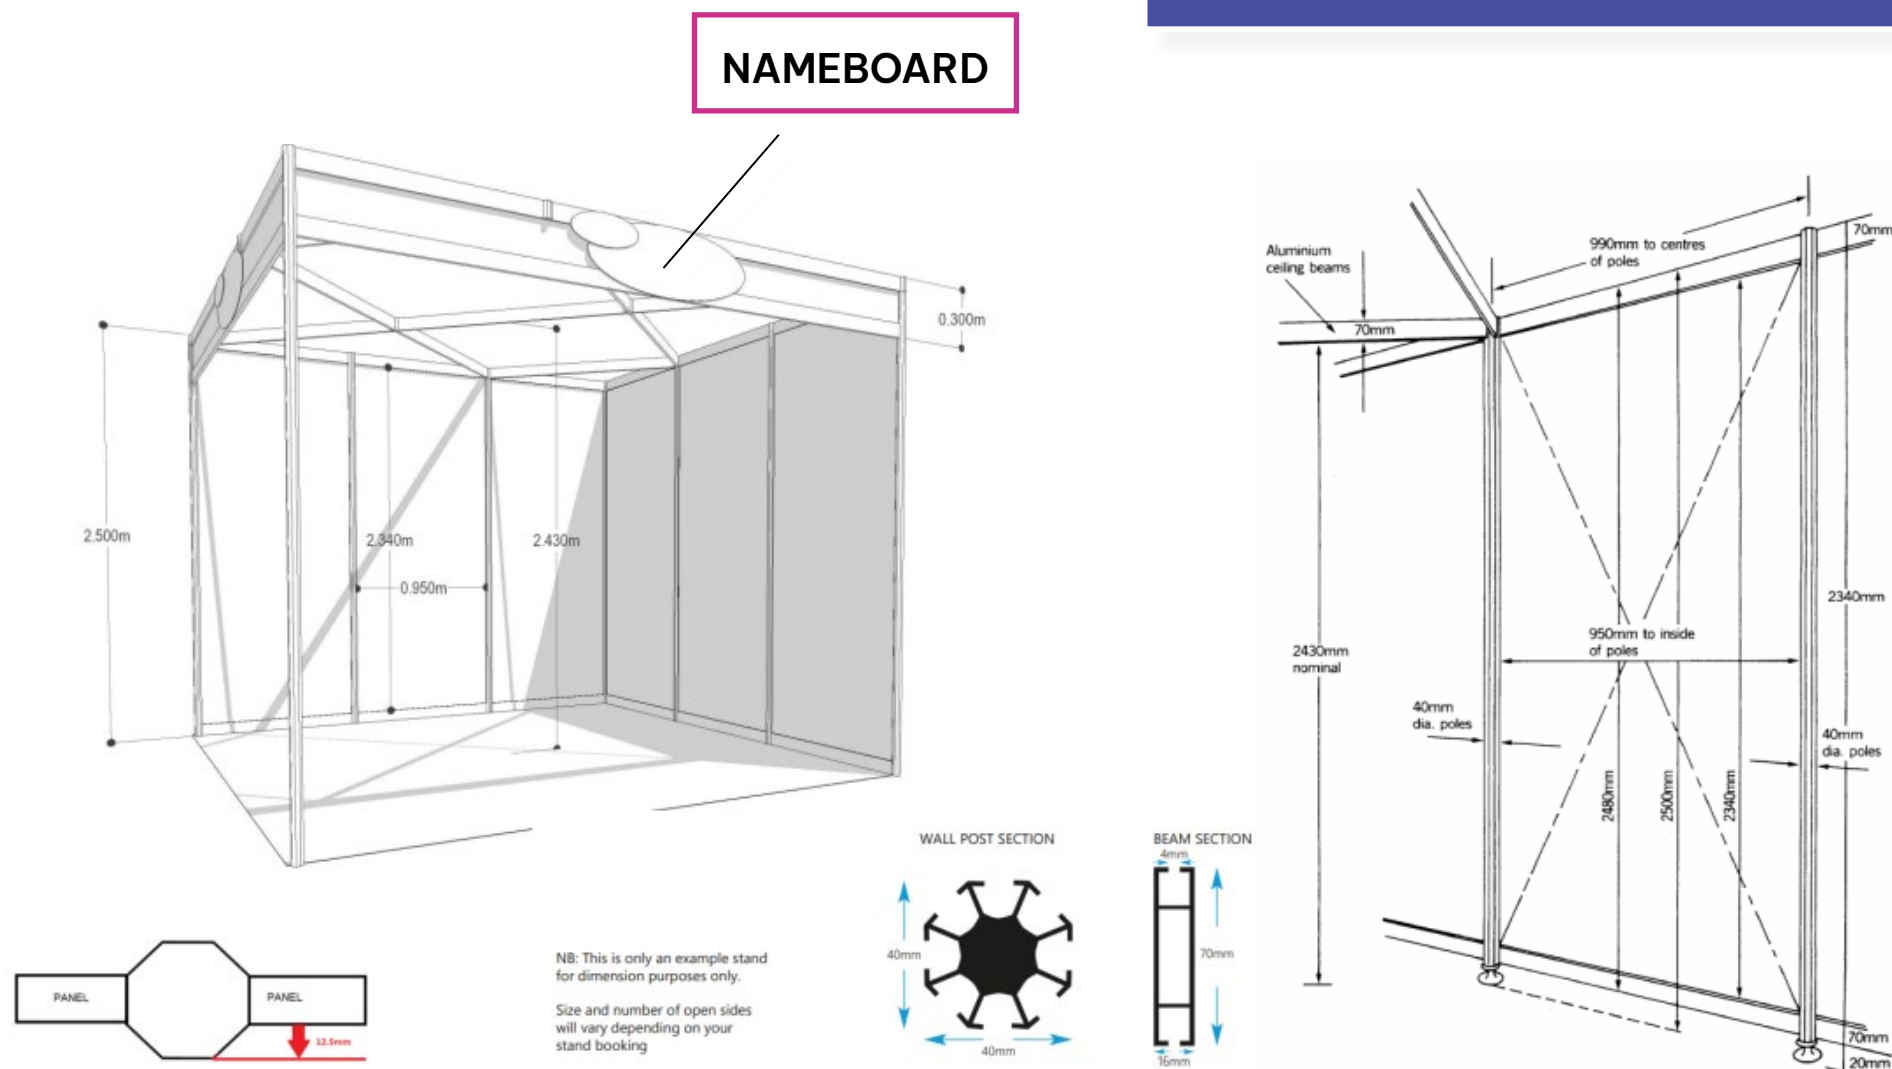 NAMEBOARD
0.300m
2.500m
2.340m
2.430m
0.950m
Aluminium
ceiling beams
70mm
990mm to centres
of poles
70mm
2340mm
950mm to inside
of poles
2430mm
nominal
40mm
dia. poles
40mm
dia. poles
2480mm
2500mm
2340mm
70mm
20mm
WALL POST SECTION
40mm
40mm
BEAM SECTION
4mm
70mm
16mm
PANEL
PANEL
12.5mm
NB: This is only an example stand
for dimension purposes only.
Size and number of open sides
will vary depending on your
stand booking